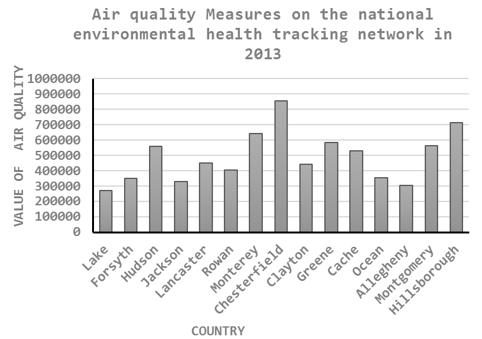 Air quality Measures on the national
environmental health tracking network in
2013
VALUE OF AIR QUALITY
1000000
900000
800000
700000
600000
500000
400000
300000
200000
100000
0
Lake
Forsyth
Hudson
Jackson
Lancaster
Rowan
Monterey
Chesterfield
Clayton
Greene
Cache
Ocean
Allegheny
Montgomery
Hillsborough
COUNTRY